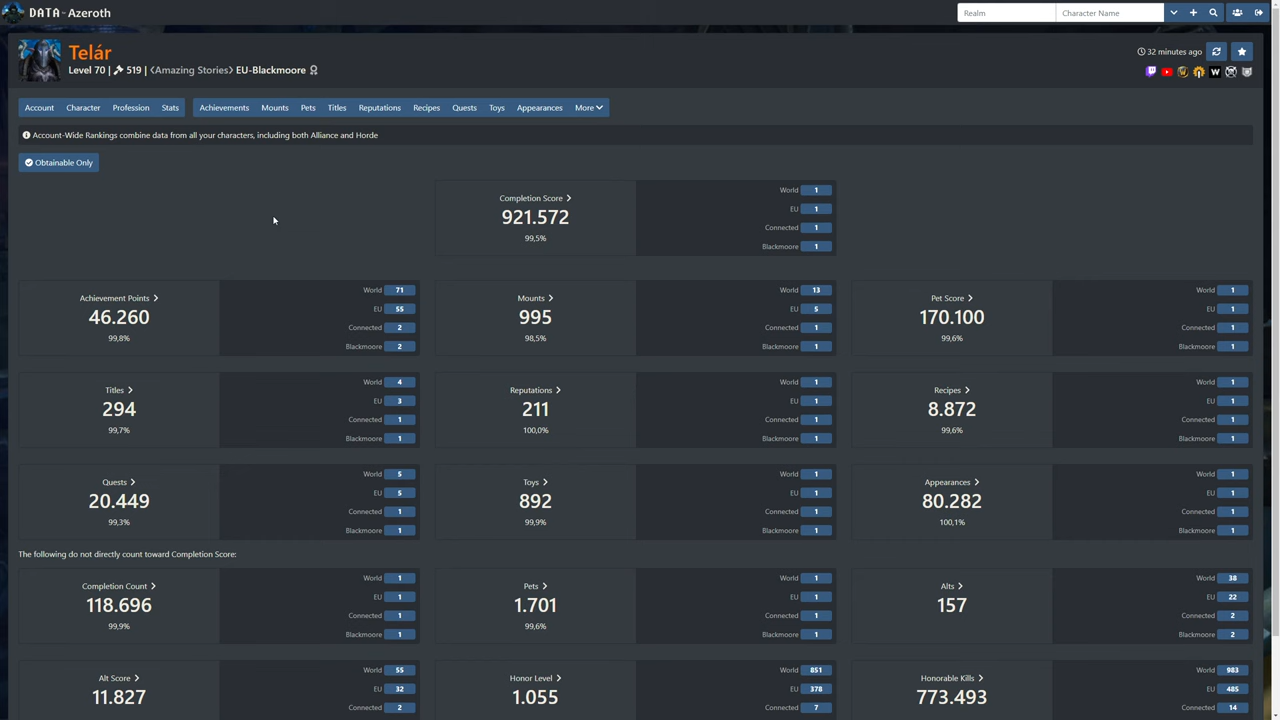 DATA for Azeroth
Realm
Character Name
Telár
Level 70 | 519 | <Amazing Stories> EU-Blackmoore
32 minutes ago
Account Character Profession Stats
Achievements Mounts Pets Titles Reputations Recipes Quests Toys Appearances More
Account-Wide Rankings combine data from all your characters, including both Alliance and Horde
Obtainable Only
Completion Score
921.572
99,5%
World 1
EU 1
Connected 1
Blackmoore 1
Achievement Points
46.260
99,8%
World 71
EU 55
Connected 2
Blackmoore 2
Mounts
995
98,5%
World 13
EU 5
Connected 1
Blackmoore 1
Pet Score
170.100
99,6%
World 1
EU 1
Connected 1
Blackmoore 1
Titles
294
99,7%
World 4
EU 3
Connected 1
Blackmoore 1
Reputations
211
100,0%
World 1
EU 1
Connected 1
Blackmoore 1
Recipes
8.872
99,6%
World 1
EU 1
Connected 1
Blackmoore 1
Quests
20.449
99,3%
World 5
EU 5
Connected 1
Blackmoore 1
Toys
892
99,9%
World 1
EU 1
Connected 1
Blackmoore 1
Appearances
80.282
100,1%
World 1
EU 1
Connected 1
Blackmoore 1
The following do not directly count toward Completion Score:
Completion Count
118.696
99,9%
World 1
EU 1
Connected 1
Blackmoore 1
Pets
1.701
99,6%
World 1
EU 1
Connected 1
Blackmoore 1
Alts
157
World 38
EU 22
Connected 2
Blackmoore 2
Alt Score
11.827
World 55
EU 32
Connected 2
Honor Level
1.055
World 851
EU 378
Connected 7
Honorable Kills
773.493
World 983
EU 485
Connected 14